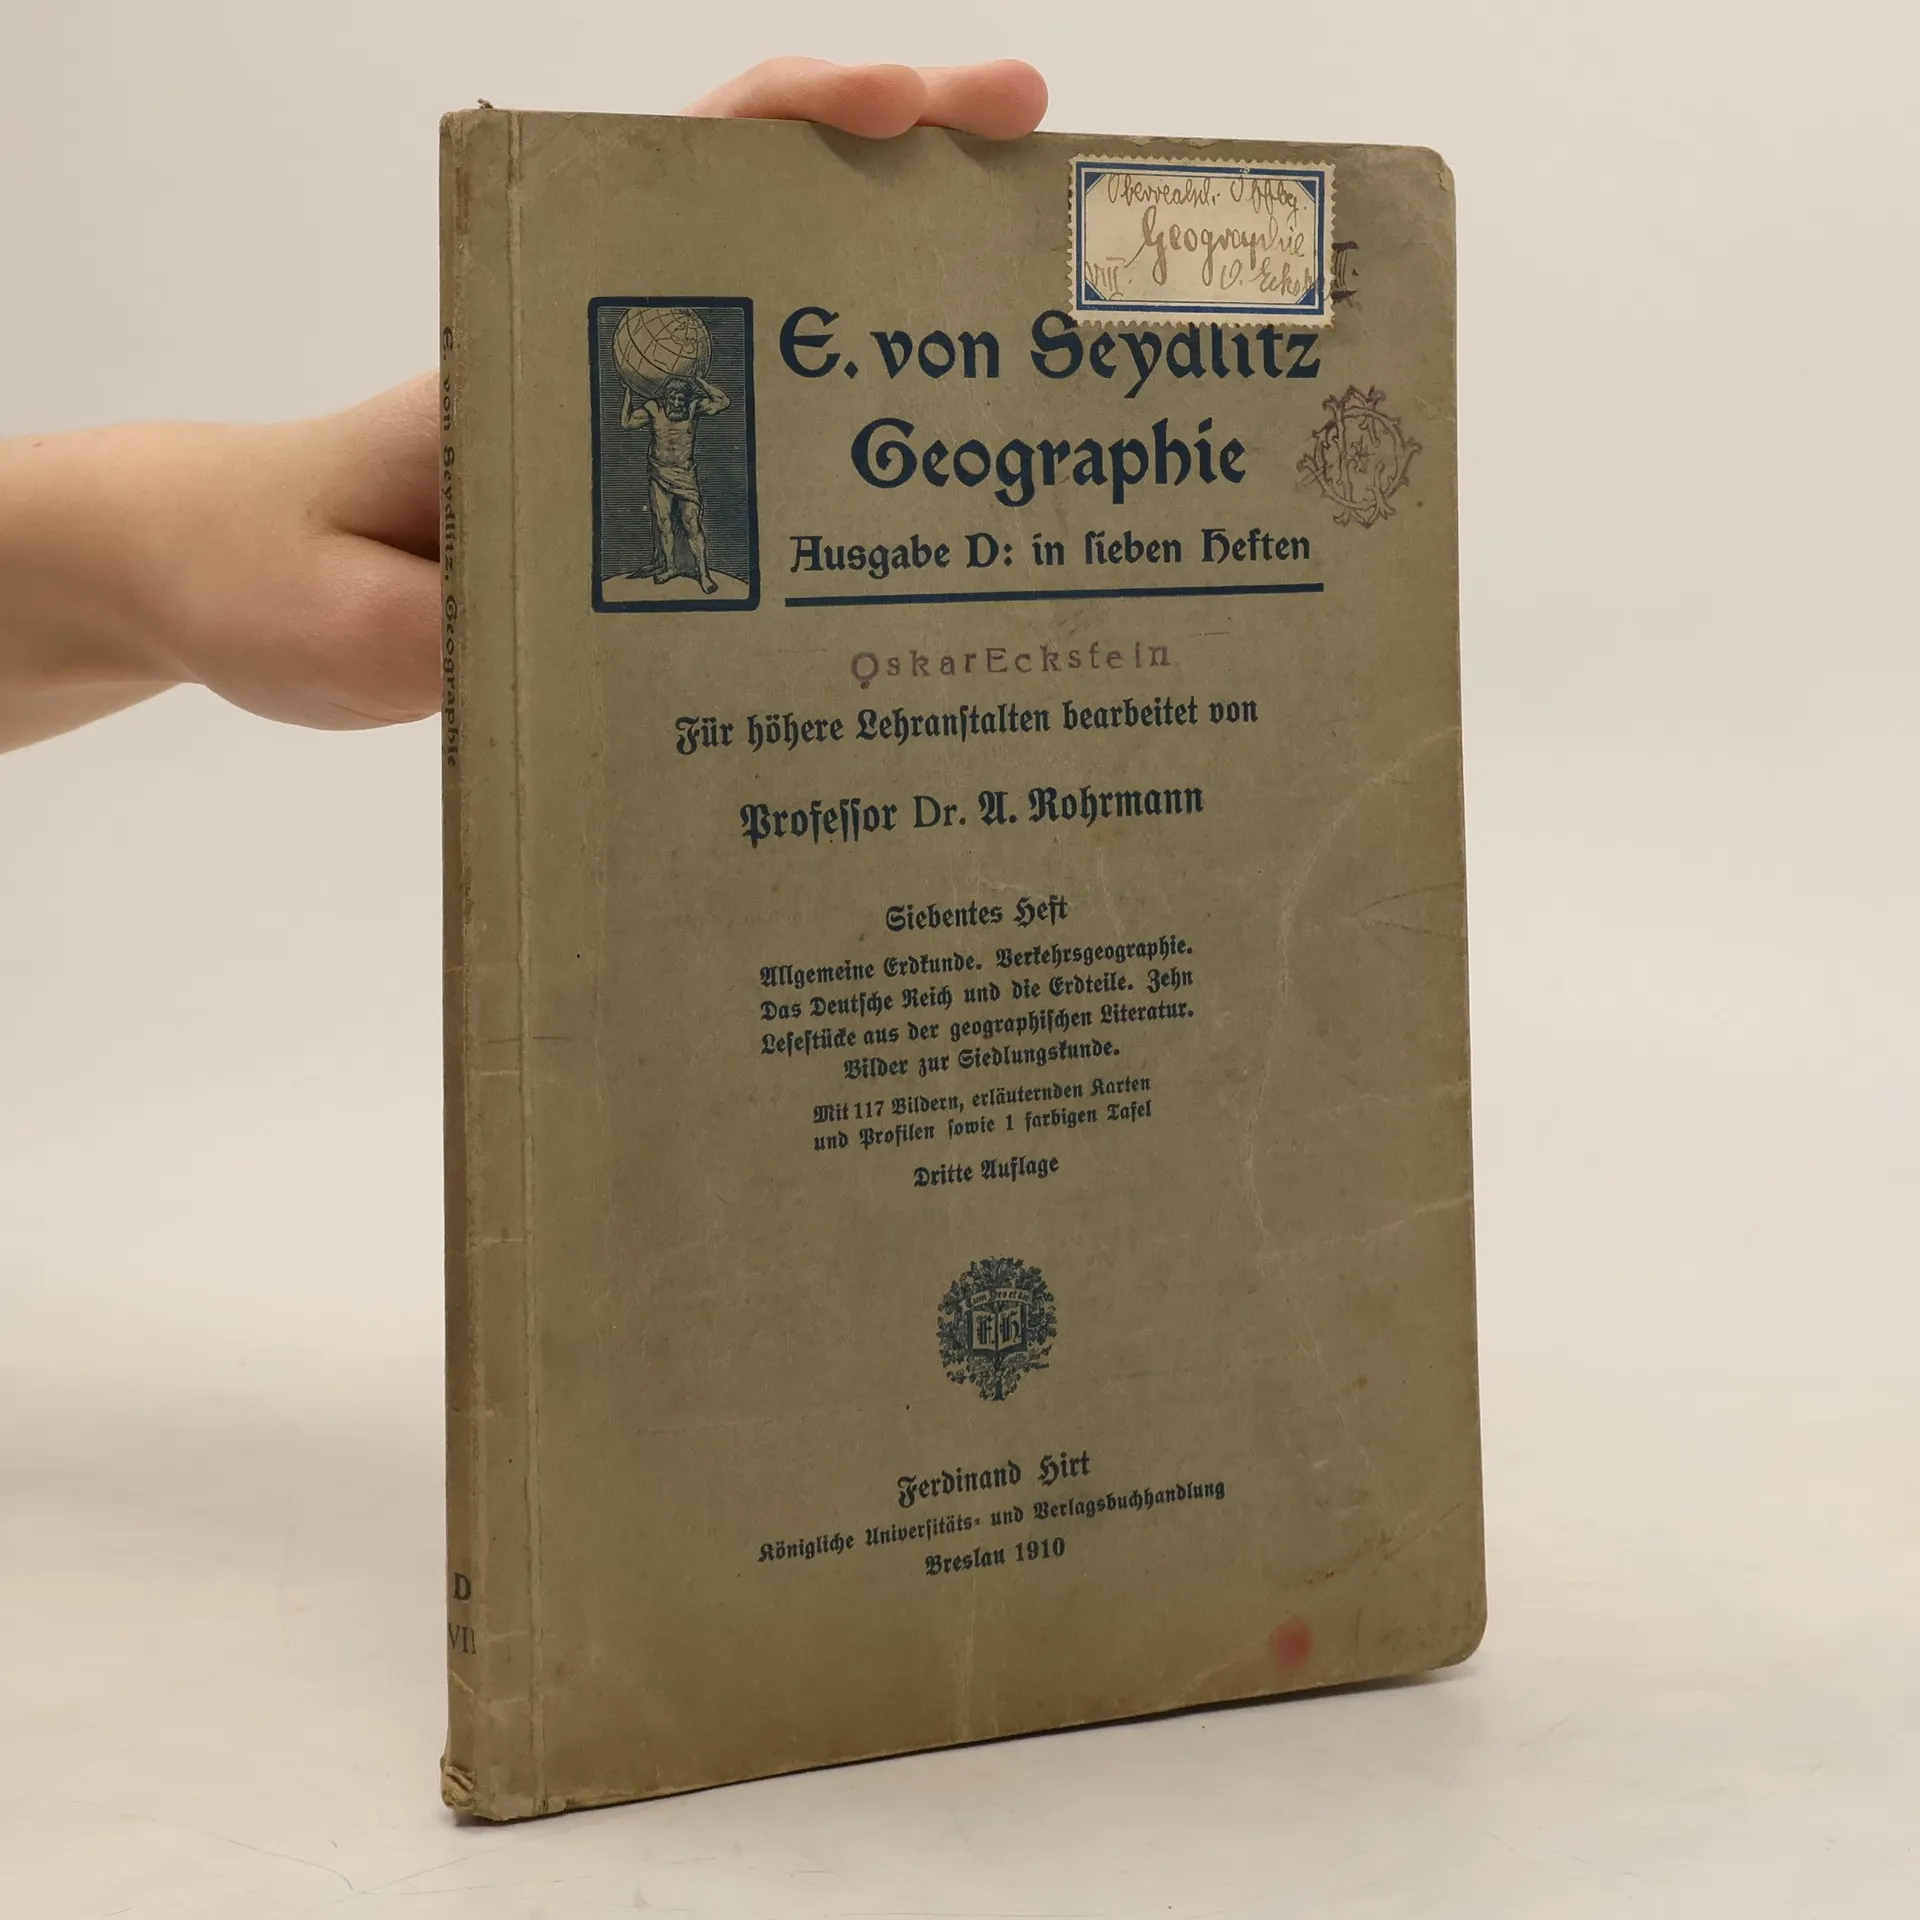 Geographie
E. von Seydlitz
Geographie
Ausgabe D: in ſieben Heften
Oskar Eckstein
Für höhere Lehranſtalten bearbeitet von
Profeſſor Dr. A. Rohrmann
Siebentes Heft
Allgemeine Erdkunde. Verkehrsgeographie.
Das Deutſche Reich und die Erdteile. Zehn
Leſeſtücke aus der geographiſchen Literatur.
Bilder zur Siedlungskunde.
Mit 117 Bildern, erläuternden Karten
und Profilen ſowie 1 farbigen Tafel
Dritte Auflage
F. H.
Ferdinand Hirt
Königliche Univerſitäts- und Verlagsbuchhandlung
Breslau 1910
E. von Seydlitz, Geographie
D
VII